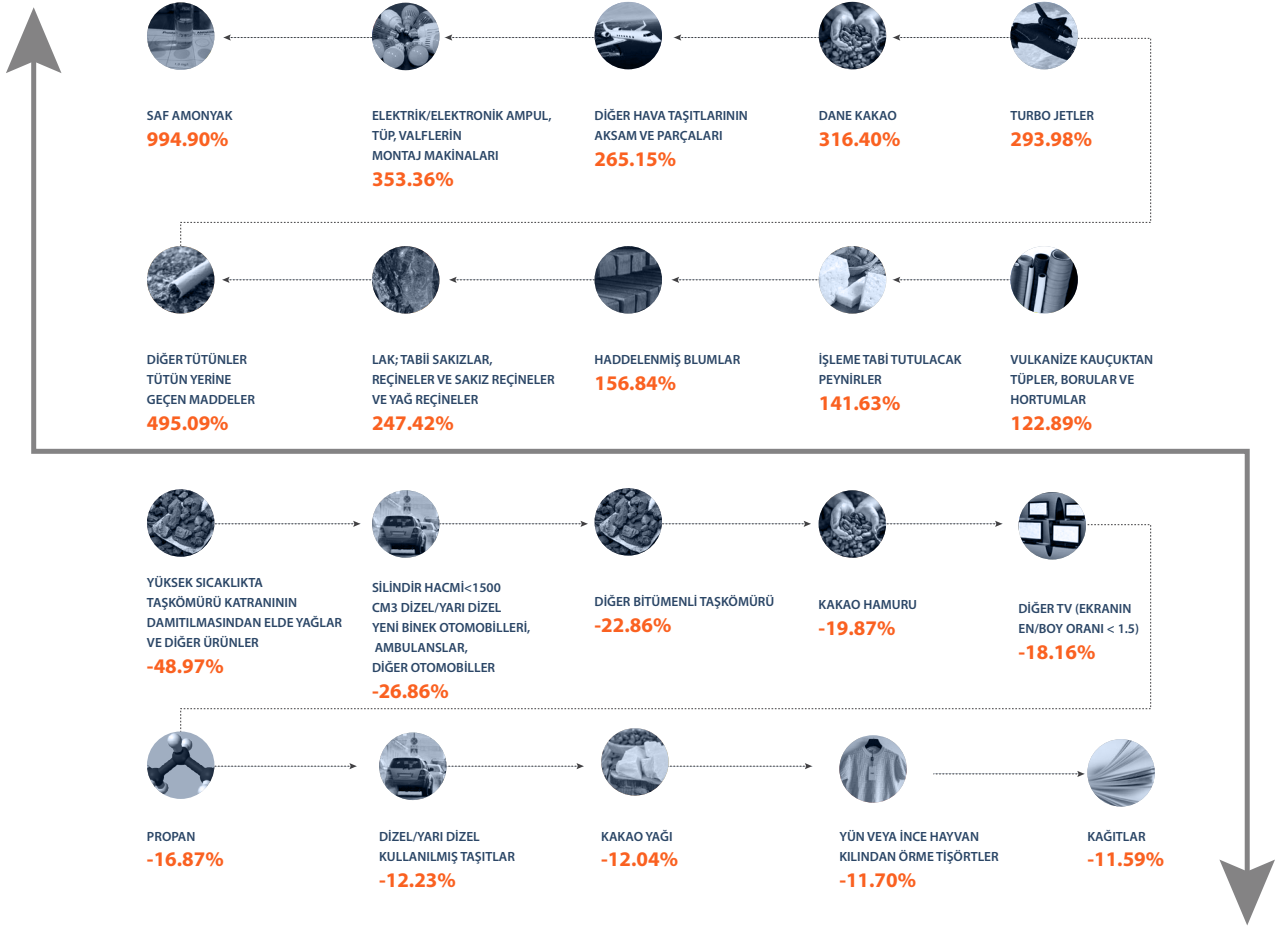 SAF AMONYAK
994.90%
ELEKTRİK/ELEKTRONİK AMPUL,
TÜP, VALFLERİN
MONTAJ MAKİNALARI
353.36%
DİĞER HAVA TAŞITLARININ
AKSAM VE PARÇALARI
265.15%
DANE KAKAO
316.40%
TURBO JETLER
293.98%
DİĞER TÜTÜNLER
TÜTÜN YERİNE
GEÇEN MADDELER
495.09%
LAK; TABİİ SAKIZLAR,
REÇİNELER VE SAKIZ REÇİNELER
VE YAĞ REÇİNELER
247.42%
HADDELENMİŞ BLUMLAR
156.84%
İŞLEME TABİ TUTULACAK
PEYNİRLER
141.63%
VULKANİZE KAUÇUKTAN
TÜPLER, BORULAR VE
HORTUMLAR
122.89%
YÜKSEK SICAKLIKTA
TAŞKÖMÜRÜ KATRANININ
DAMITILMASINDAN ELDE YAĞLAR
VE DİĞER ÜRÜNLER
-48.97%
SİLİNDİR HACMİ<1500
CM3 DİZEL/YARI DİZEL
YENİ BİNEK OTOMOBİLLERİ,
AMBULANSLAR,
DİĞER OTOMOBİLLER
-26.86%
DİĞER BİTÜMENLİ TAŞKÖMÜRÜ
-22.86%
KAKAO HAMURU
-19.87%
DİĞER TV (EKRANIN
EN/BOY ORANI < 1.5)
-18.16%
PROPAN
-16.87%
DİZEL/YARI DİZEL
KULLANILMIŞ TAŞITLAR
-12.23%
KAKAO YAĞI
-12.04%
YÜN VEYA İNCE HAYVAN
KILINDAN ÖRME TİŞÖRTLER
-11.70%
KAĞITLAR
-11.59%